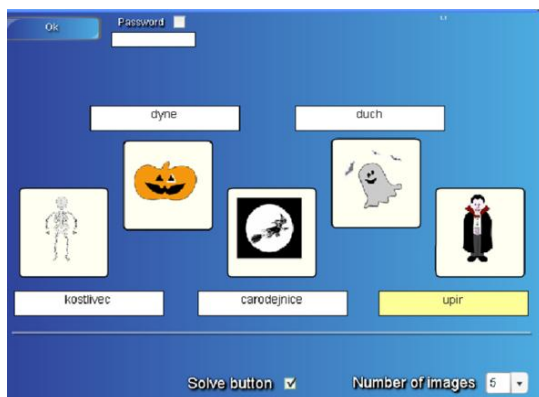 Ok
Password
dyne
duch
kostlivec
carodejnice
upir
Solve button
Number of images 5